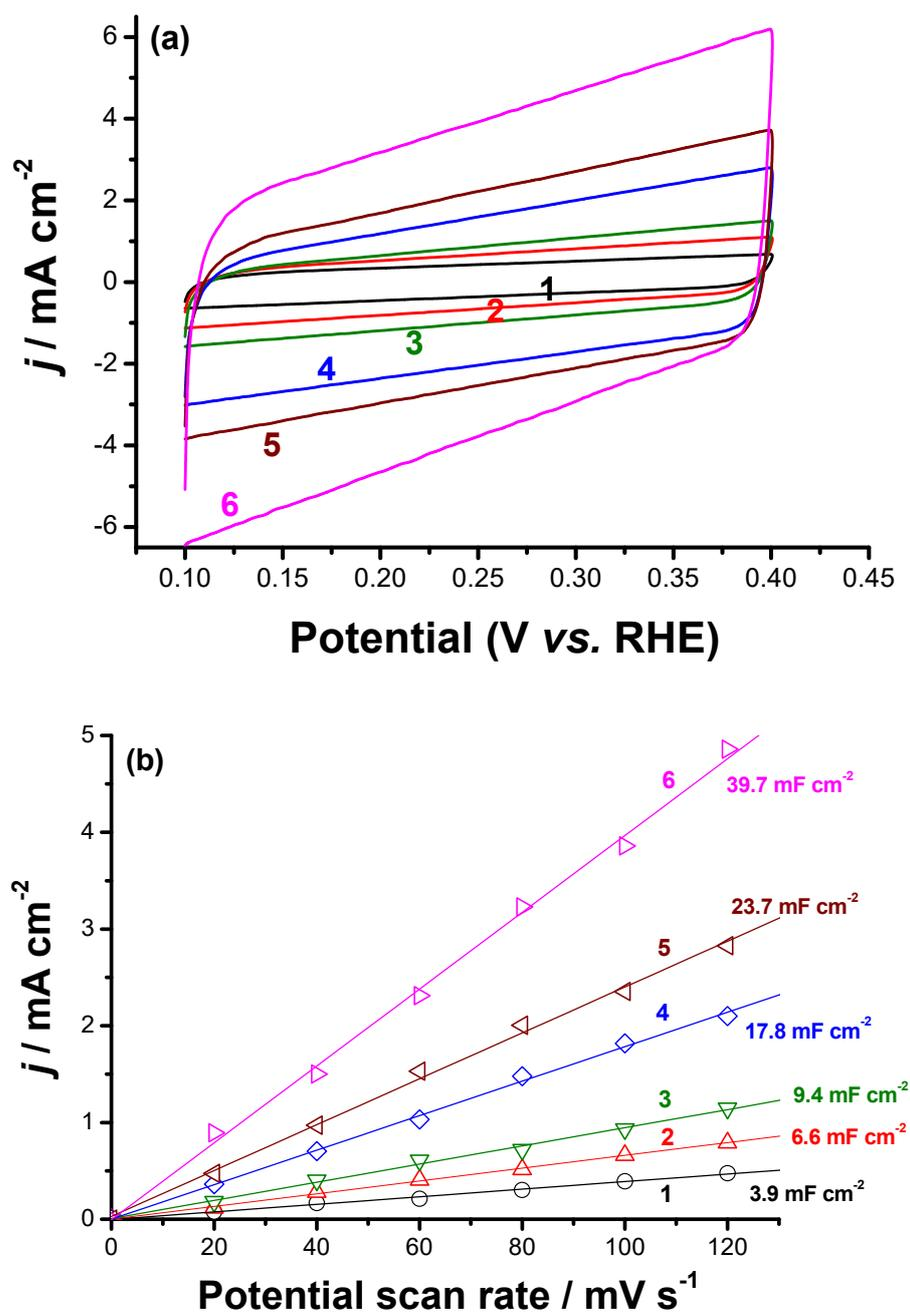 (a)
6
4
2
0
-2
-4
-6
j / mA cm-2
1
2
3
4
5
6
0.10 0.15 0.20 0.25 0.30 0.35 0.40 0.45
Potential (V vs. RHE)
(b)
5
4
3
2
1
0
j / mA cm-2
6
39.7 mF cm-2
23.7 mF cm-2
5
4
17.8 mF cm-2
3
9.4 mF cm-2
2
6.6 mF cm-2
1
3.9 mF cm-2
0 20 40 60 80 100 120
Potential scan rate / mV s-1